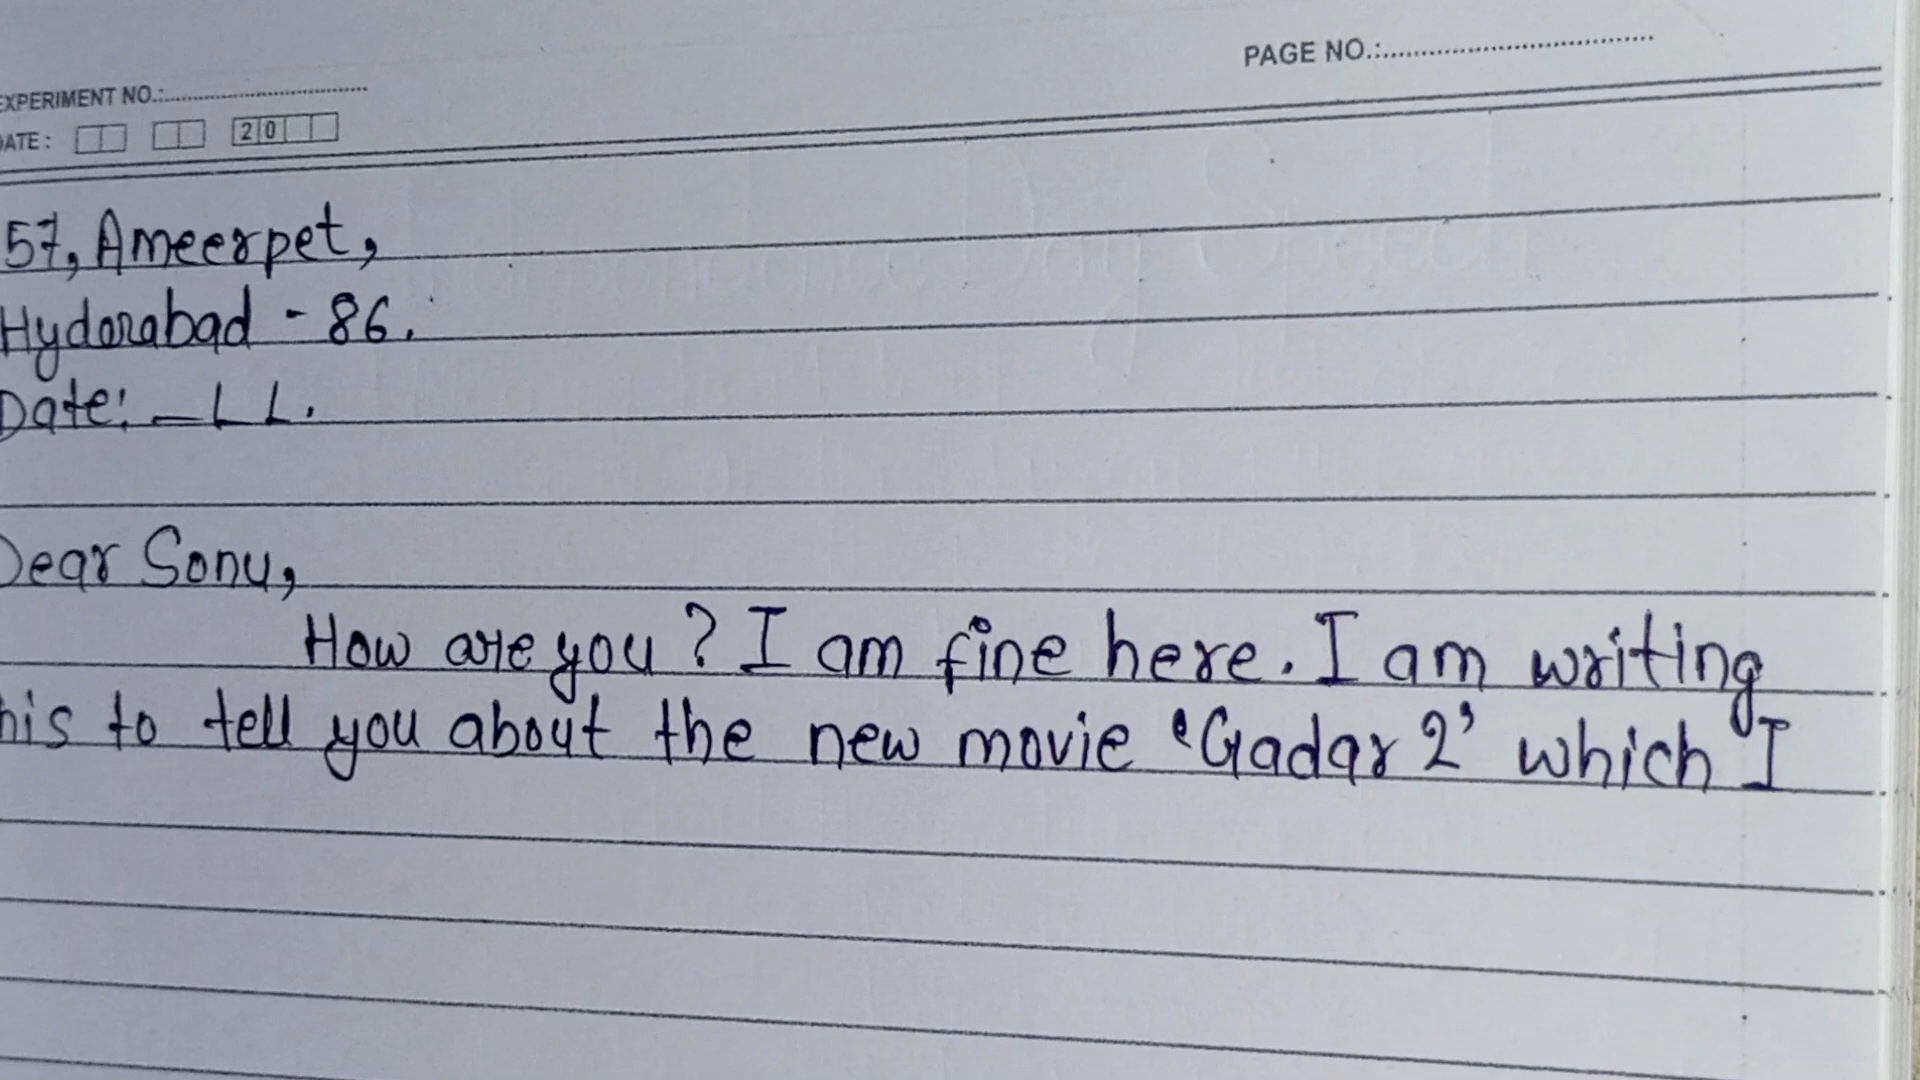 PAGE NO.:
EXPERIMENT NO.:
DATE: 20
57, Ameerpet,
Hyderabad - 86.
Date: _ L L.
Dear Sonu,
How are you? I am fine here. I am writing
his to tell you about the new movie 'Gadar 2' which I